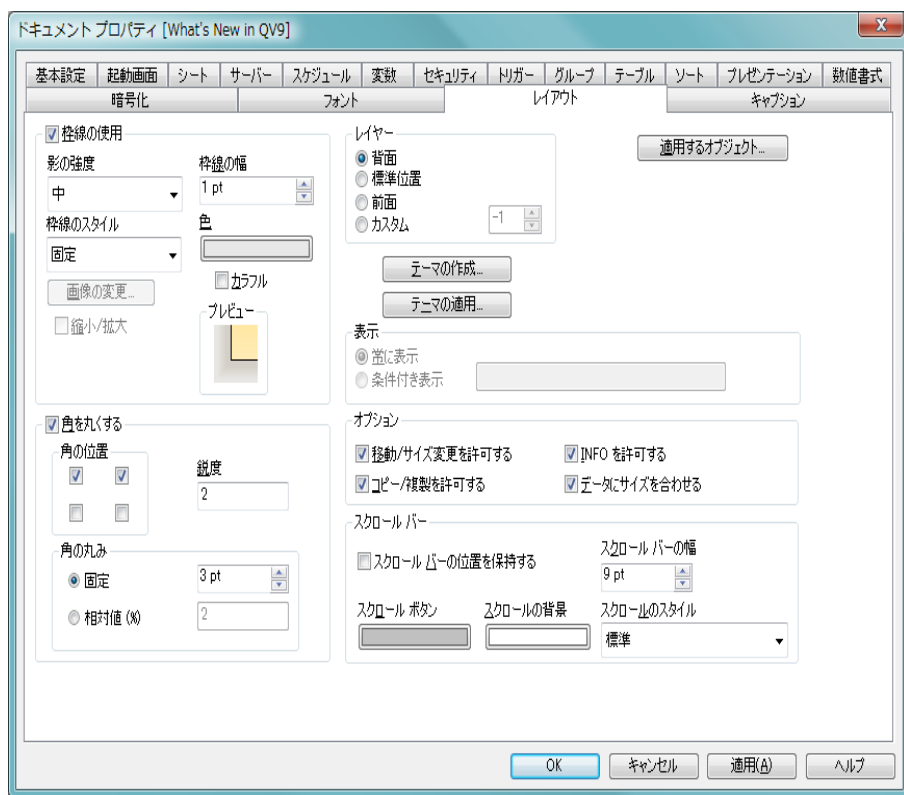 ドキュメント プロパティ [What's New in QV9]
基本設定 起動画面 シート サーバー スケジュール 変数 セキュリティ トリガー グループ テーブル ソート プレゼンテーション 数値書式
暗号化 フォント レイアウト キャプション
枠線の使用
影の強度 枠線の幅
中 1 pt
枠線のスタイル 色
固定
カラフル
画像の変更...
縮小/拡大
プレビュー
レイヤー
背面
標準位置
前面
カスタム -1
適用するオブジェクト...
テーマの作成...
テーマの適用...
表示
常に表示
条件付き表示
角を丸くする
角の位置
鋭度
2
角の丸み
固定 3 pt
相対値 (%) 2
オプション
移動/サイズ変更を許可する INFO を許可する
コピー/複製を許可する データにサイズを合わせる
スクロール バー
スクロール バーの位置を保持する
スクロール バーの幅
9 pt
スクロール ボタン スクロールの背景 スクロールのスタイル
標準
OK キャンセル 適用(A) ヘルプ